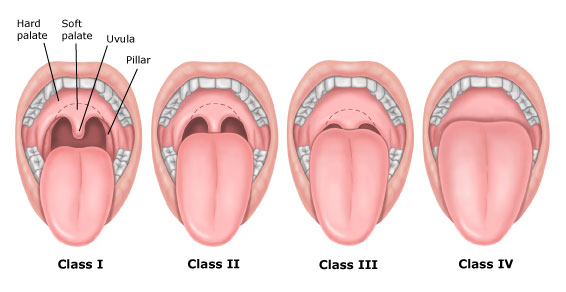 Hard
palate
Soft
palate
Uvula
Pillar
Class I
Class II
Class III
Class IV